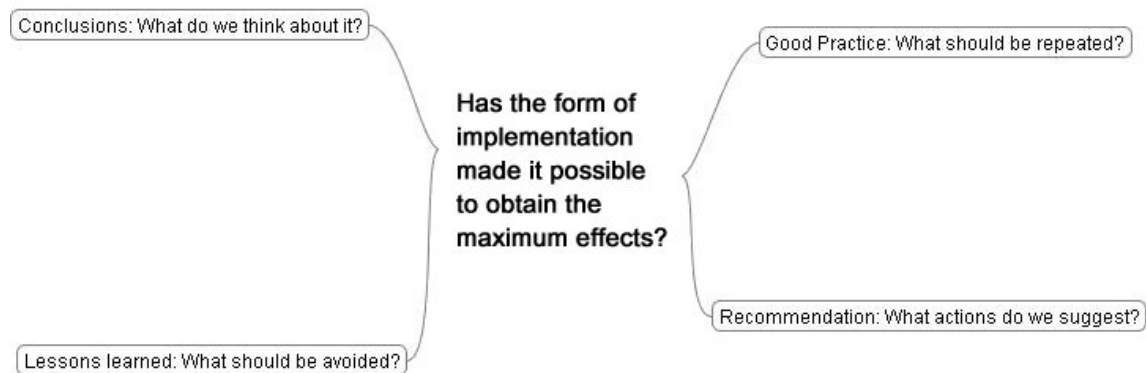 Conclusions: What do we think about it?
Good Practice: What should be repeated?
Has the form of
implementation
made it possible
to obtain the
maximum effects?
Recommendation: What actions do we suggest?
Lessons learned: What should be avoided?